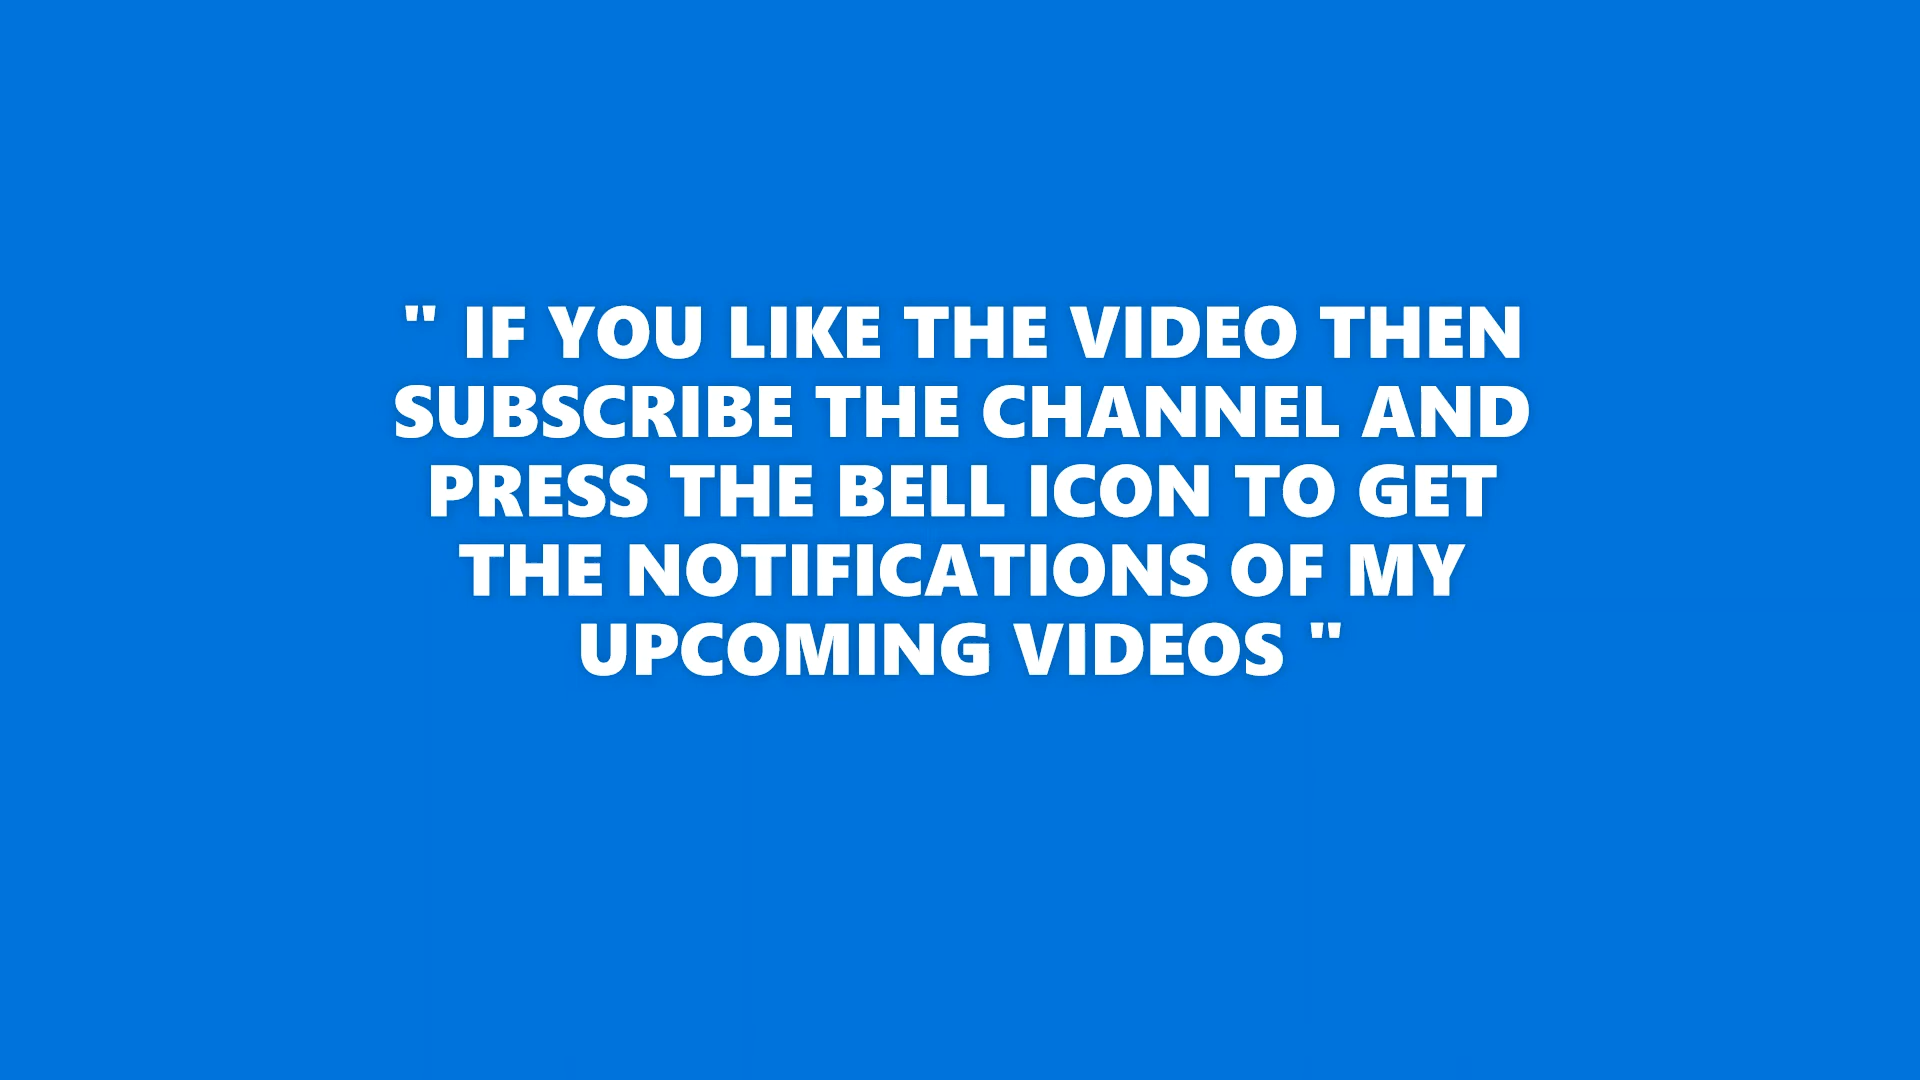 " IF YOU LIKE THE VIDEO THEN
SUBSCRIBE THE CHANNEL AND
PRESS THE BELL ICON TO GET
THE NOTIFICATIONS OF MY
UPCOMING VIDEOS "